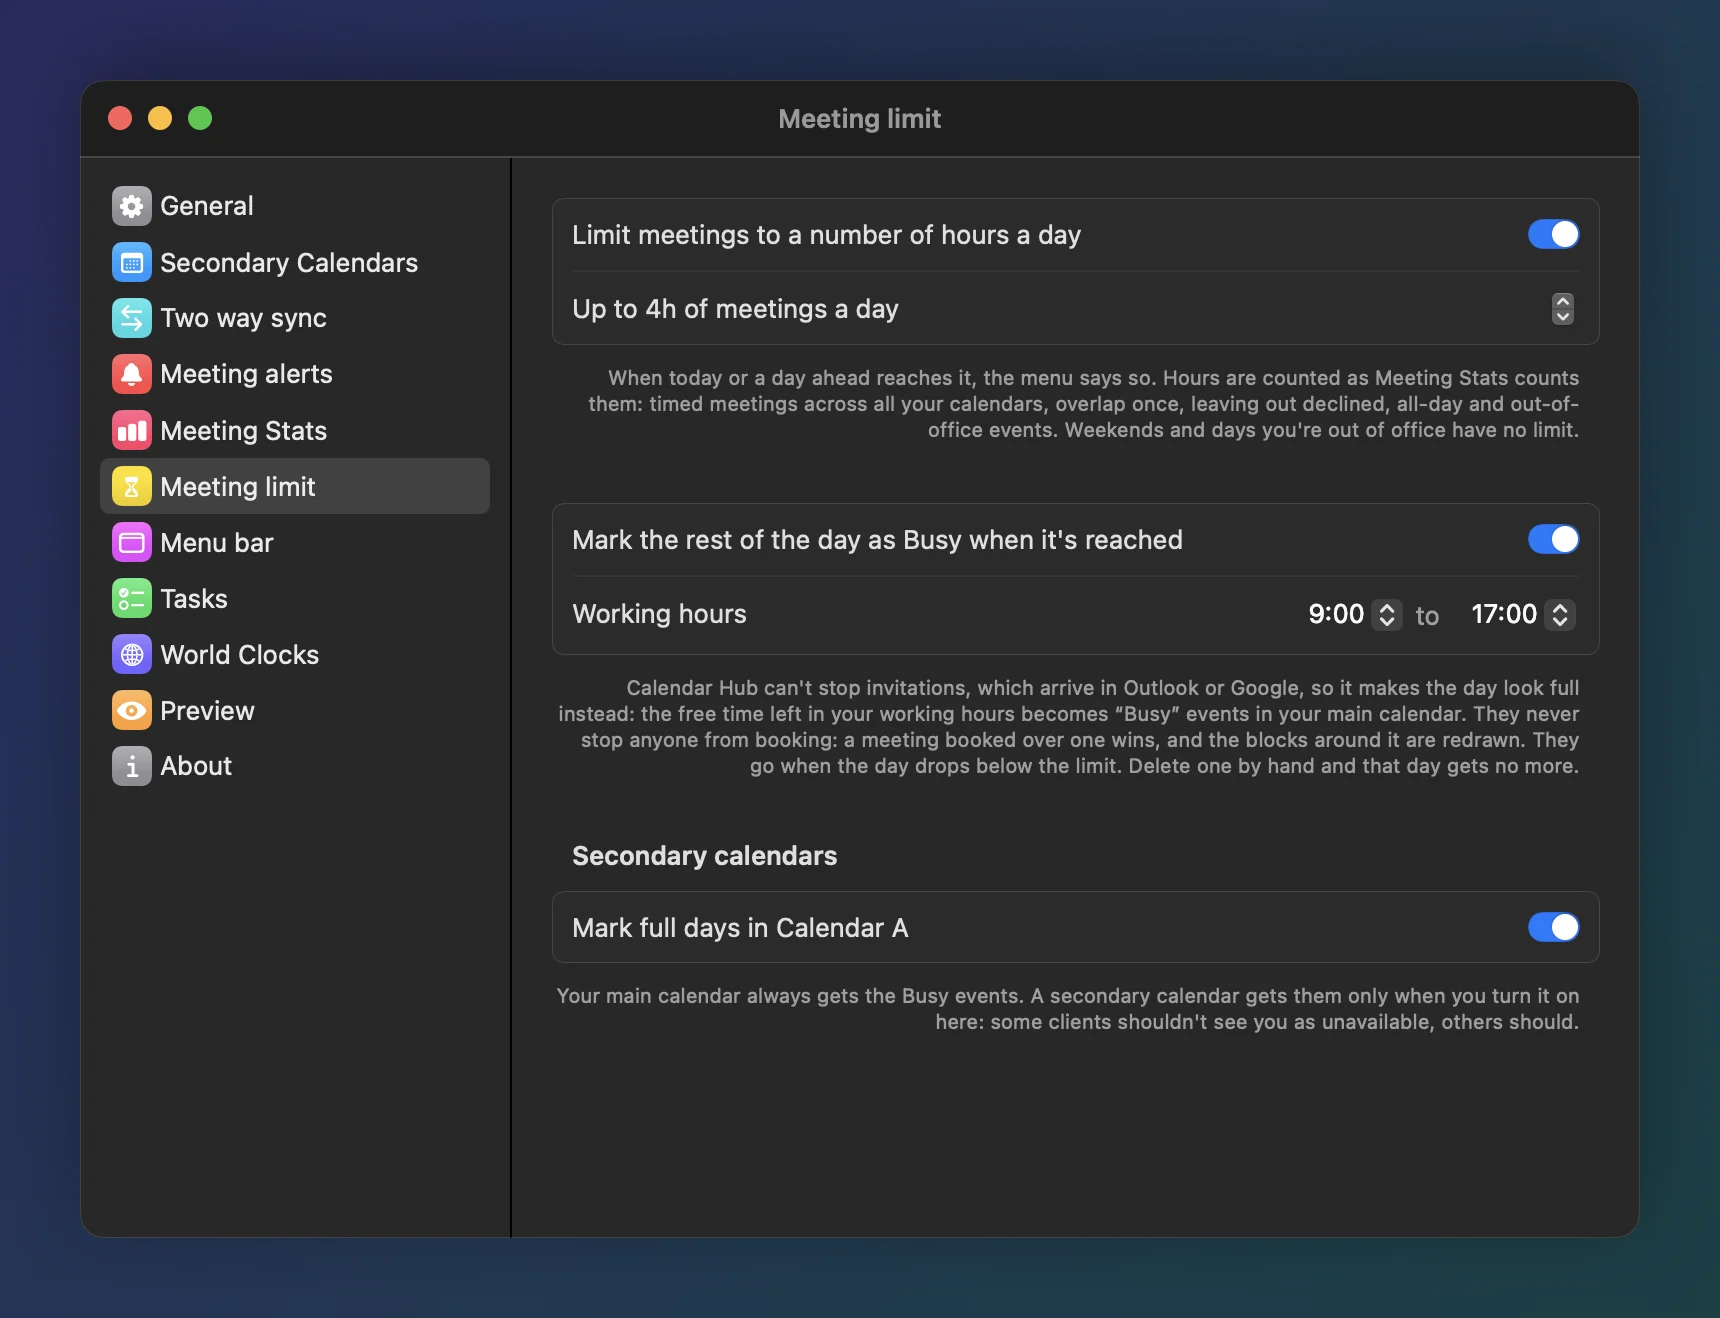 Meeting limit
General
Secondary Calendars
Two way sync
Meeting alerts
Meeting Stats
Meeting limit
Menu bar
Tasks
World Clocks
Preview
About
Limit meetings to a number of hours a day
Up to 4h of meetings a day
When today or a day ahead reaches it, the menu says so. Hours are counted as Meeting Stats counts
them: timed meetings across all your calendars, overlap once, leaving out declined, all-day and out-of-
office events. Weekends and days you're out of office have no limit.
Mark the rest of the day as Busy when it's reached
Working hours 9:00 to 17:00
Calendar Hub can't stop invitations, which arrive in Outlook or Google, so it makes the day look full
instead: the free time left in your working hours becomes “Busy” events in your main calendar. They never
stop anyone from booking: a meeting booked over one wins, and the blocks around it are redrawn. They
go when the day drops below the limit. Delete one by hand and that day gets no more.
Secondary calendars
Mark full days in Calendar A
Your main calendar always gets the Busy events. A secondary calendar gets them only when you turn it on
here: some clients shouldn't see you as unavailable, others should.